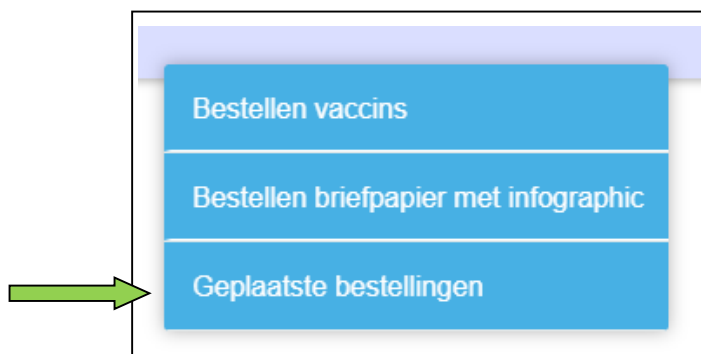 Bestellen vaccins
Bestellen briefpapier met infographic
Geplaatste bestellingen